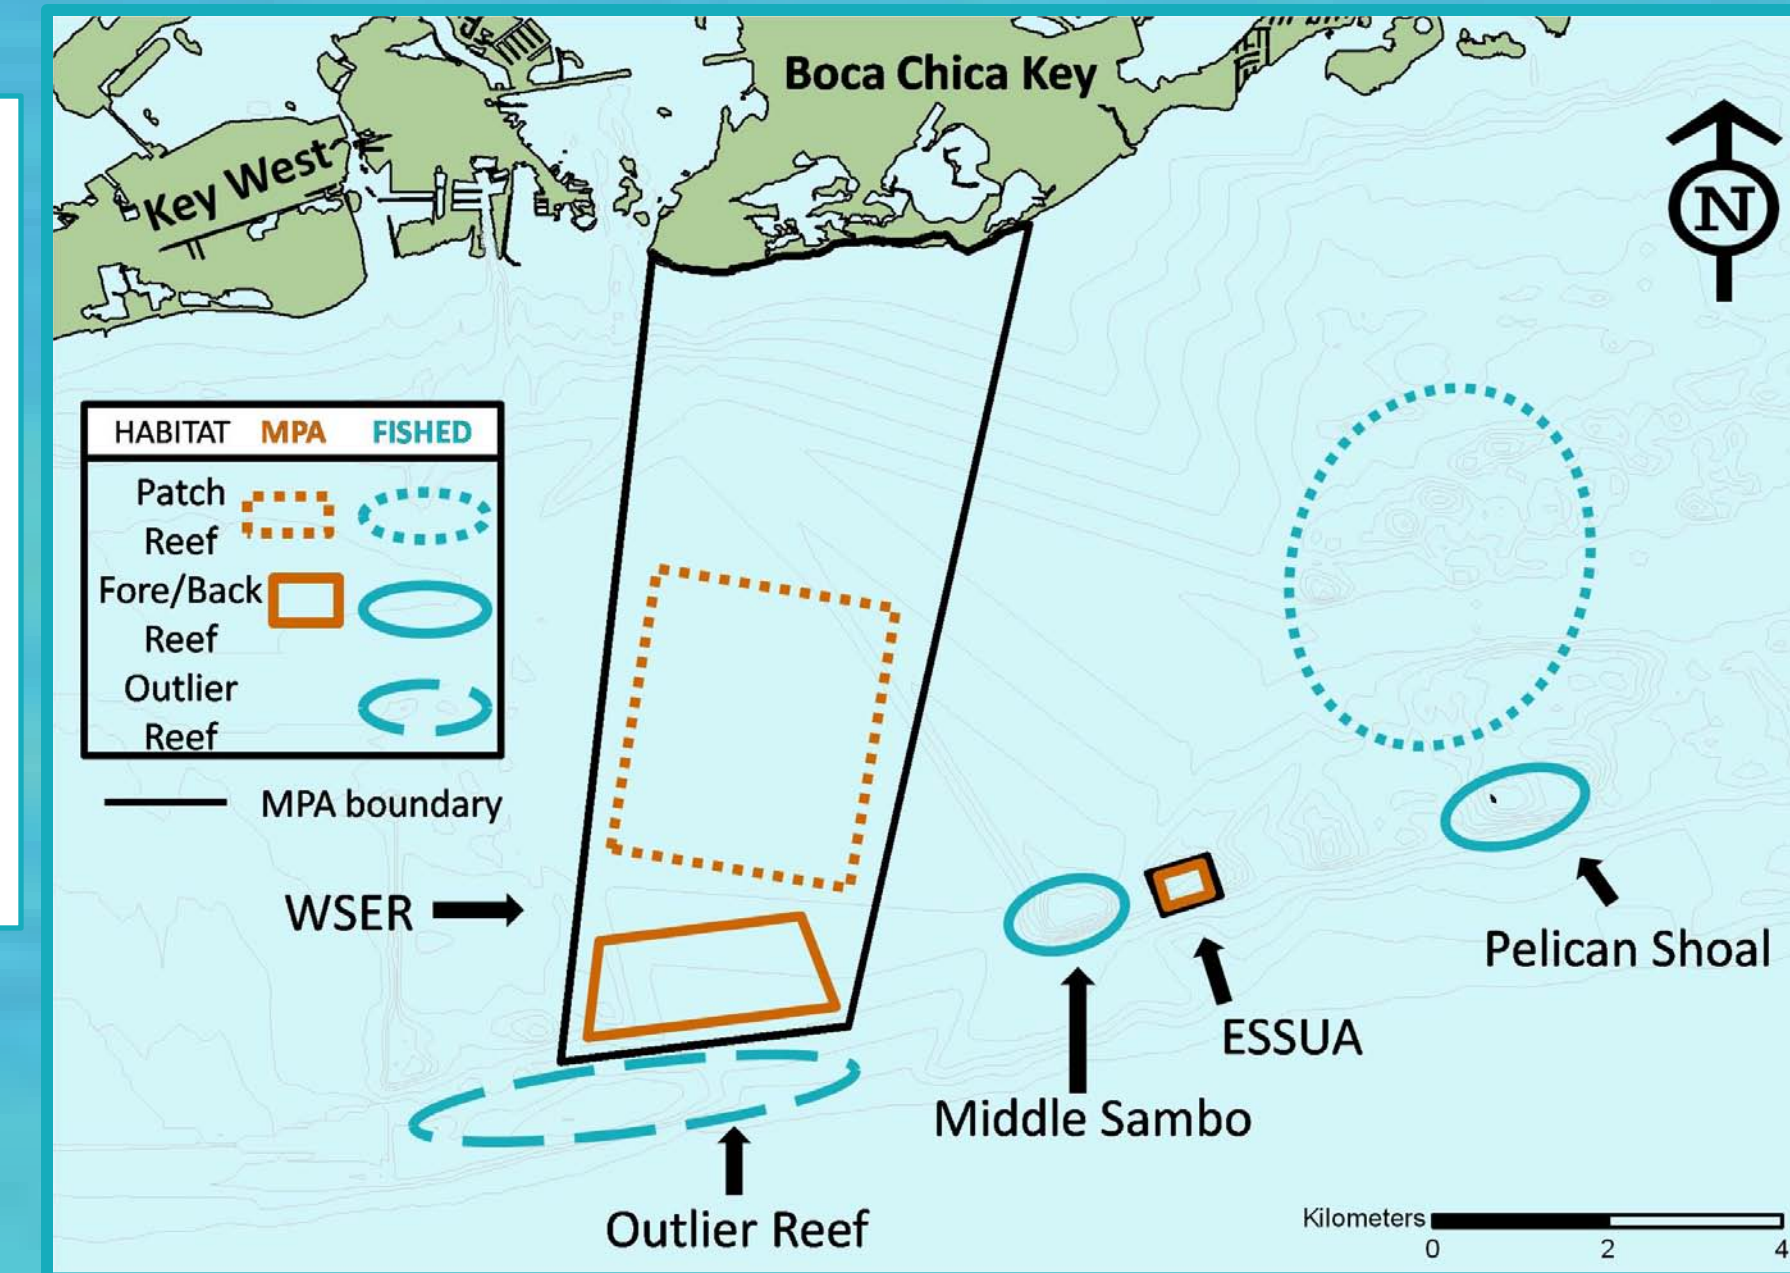 Boca Chica Key
Key West
N
HABITAT MPA FISHED
Patch
Reef
Fore/Back
Reef
Outlier
Reef
MPA boundary
WSER
Pelican Shoal
ESSUA
Middle Sambo
Outlier Reef
Kilometers
0 2 4